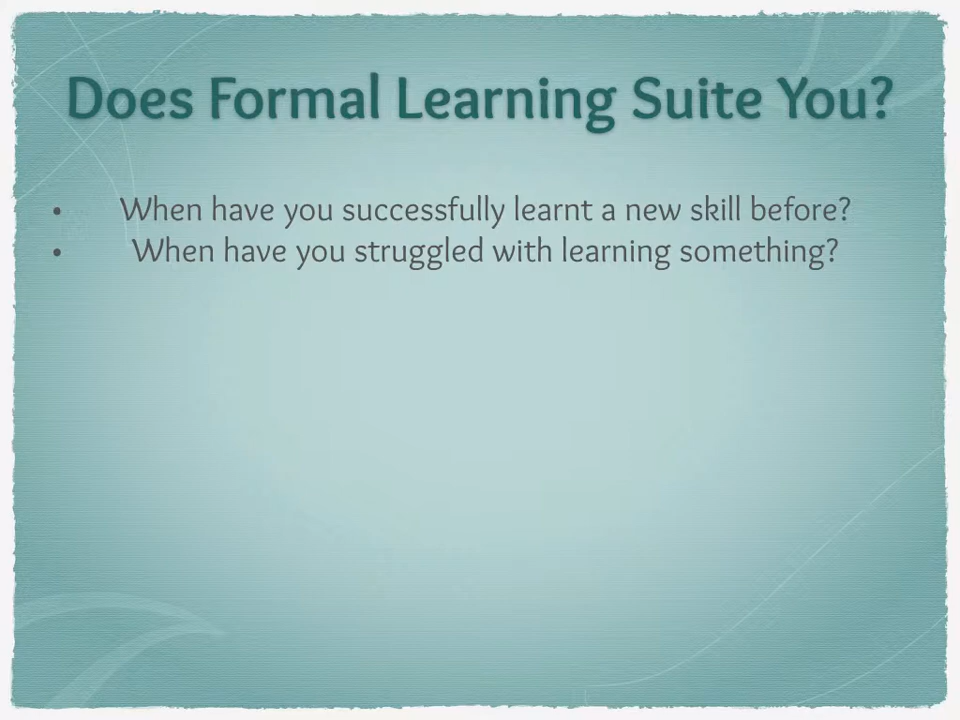 Does Formal Learning Suite You?
• When have you successfully learnt a new skill before?
• When have you struggled with learning something?